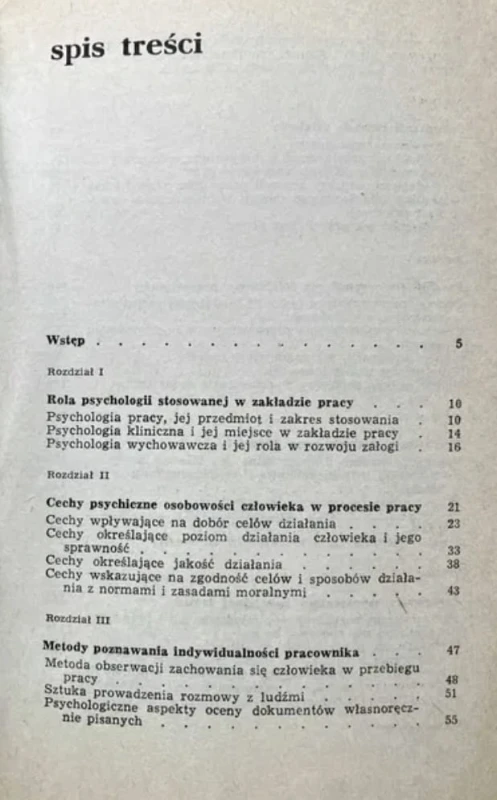 spis treści
Wstęp . . . . . . . . . . . . . . . 5
Rozdział I
Rola psychologii stosowanej w zakładzie pracy . . . 10
Psychologia pracy, jej przedmiot i zakres stosowania . 10
Psychologia kliniczna i jej miejsce w zakładzie pracy . 14
Psychologia wychowawcza i jej rola w rozwoju załogi . 16
Rozdział II
Cechy psychiczne osobowości człowieka w procesie pracy 21
Cechy wpływające na dobór celów działania . . . . 23
Cechy określające poziom działania człowieka i jego
sprawność . . . . . . . . . . . . 33
Cechy określające jakość działania . . . . . . 38
Cechy wskazujące na zgodność celów i sposobów działa-
nia z normami i zasadami moralnymi . . . . . 43
Rozdział III
Metody poznawania indywidualności pracownika . . . 47
Metoda obserwacji zachowania się człowieka w przebiegu
pracy . . . . . . . . . . . . . 48
Sztuka prowadzenia rozmowy z ludźmi . . . . . 51
Psychologiczne aspekty oceny dokumentów własnoręcz-
nie pisanych . . . . . . . . . . . 55